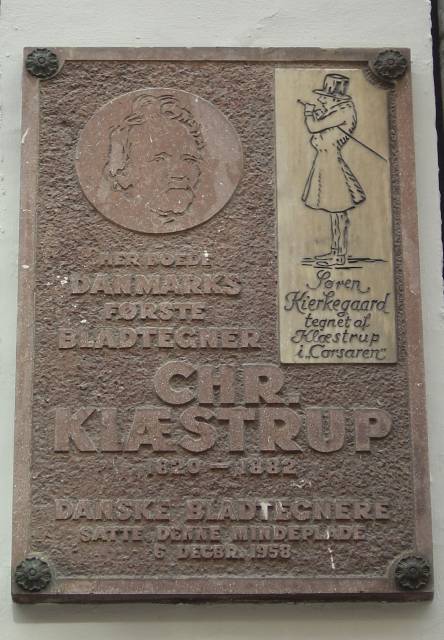 HER BOEDE
DANMARKS
FØRSTE
BLADTEGNER
CHR.
KLÆSTRUP
1820 – 1882
DANSKE BLADTEGNERE
SATTE DENNE MINDEPLADE
6 DECBR. 1958
Søren
Kierkegaard
tegnet af
Klæstrup
i „Corsaren”